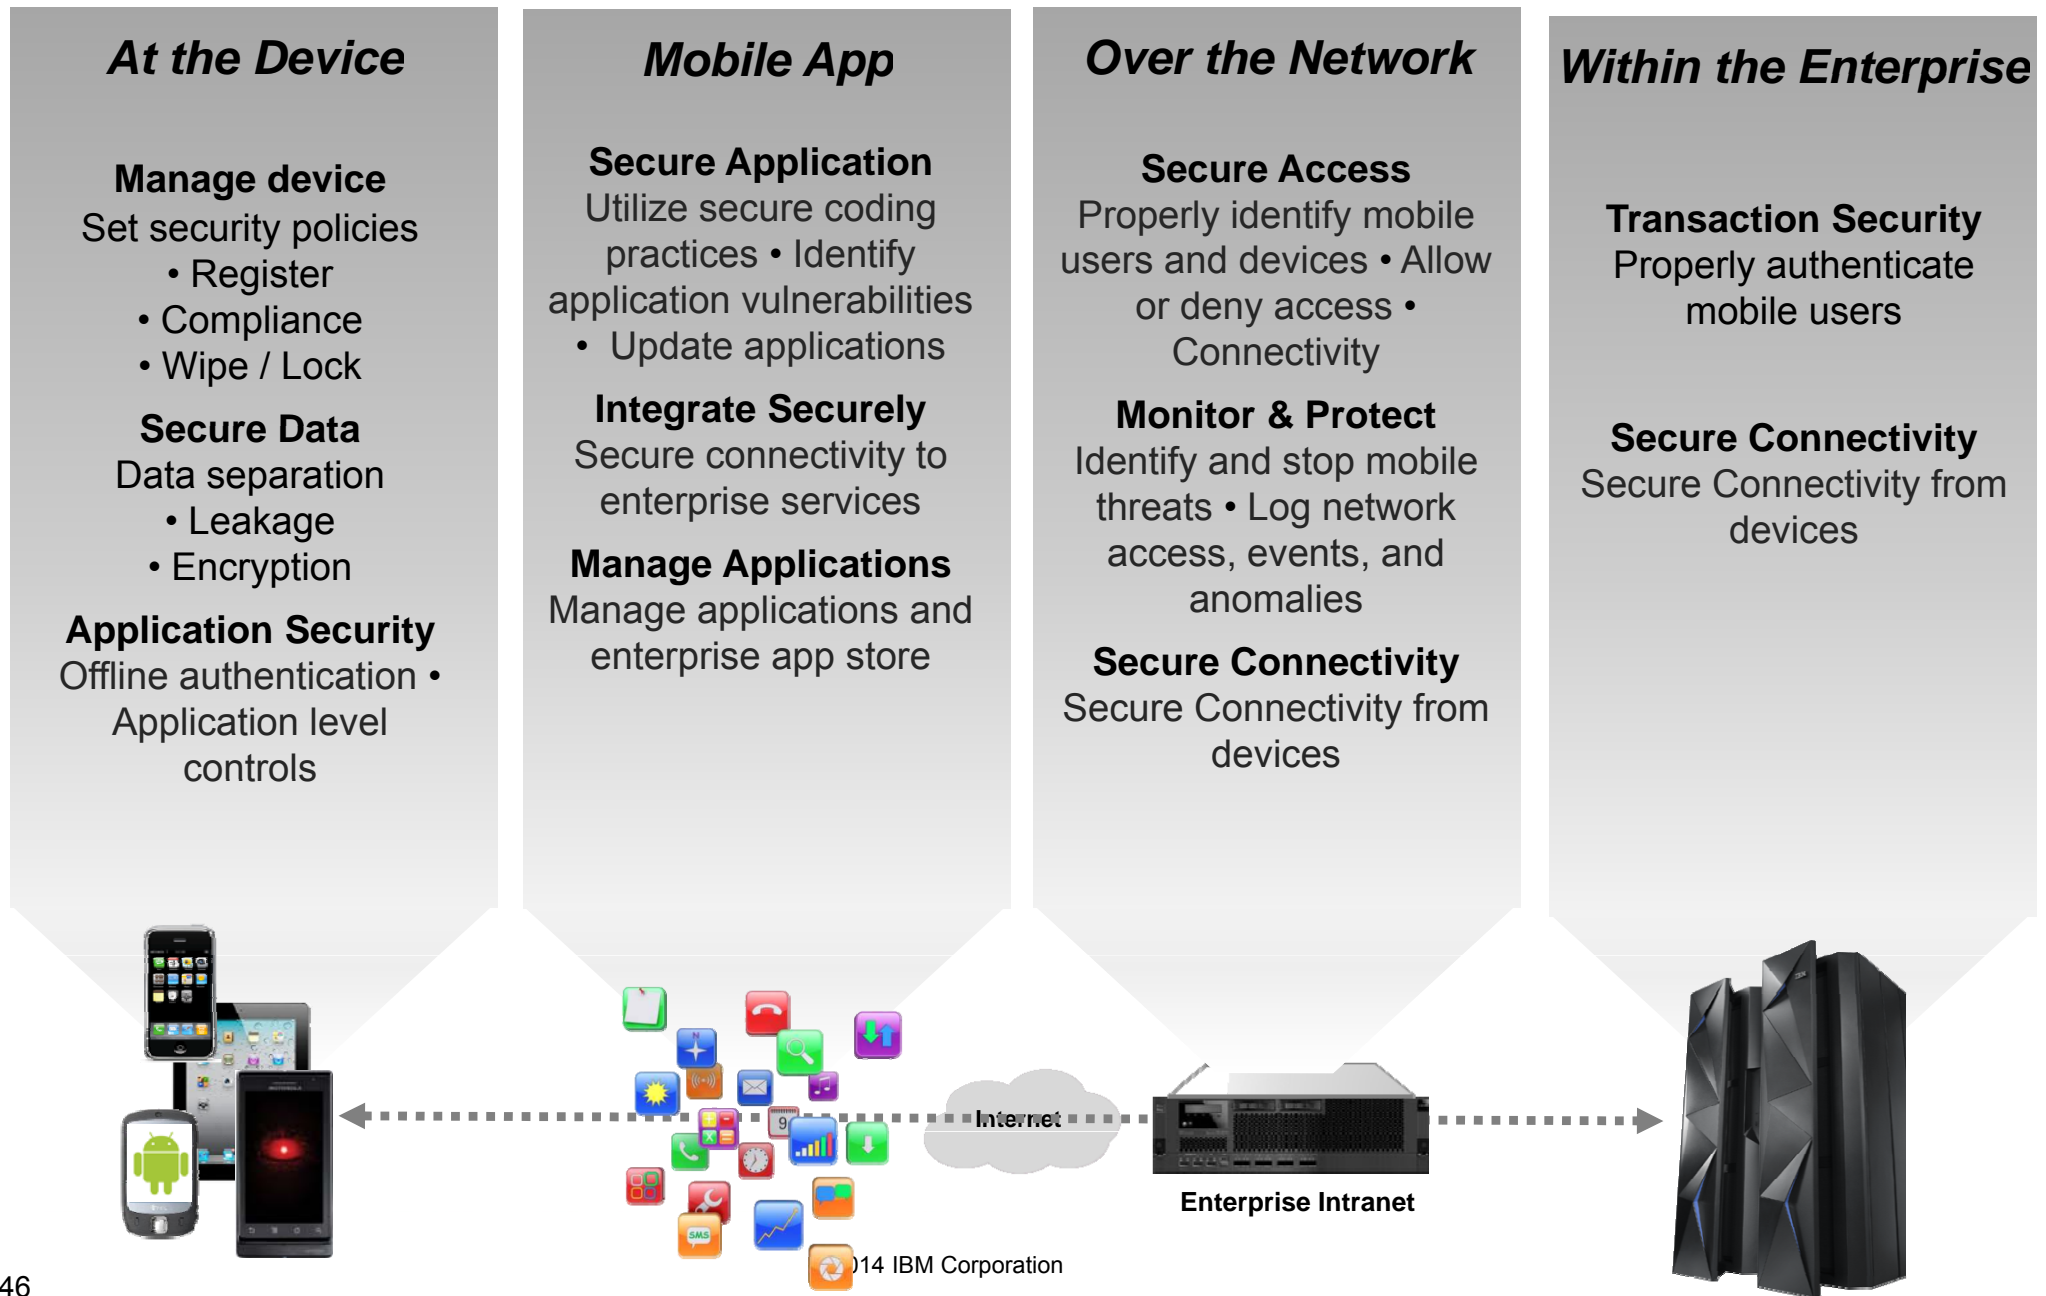 At the Device
Manage device
Set security policies
• Register
• Compliance
• Wipe / Lock
Secure Data
Data separation
• Leakage
• Encryption
Application Security
Offline authentication •
Application level
controls
Mobile App
Secure Application
Utilize secure coding
practices • Identify
application vulnerabilities
• Update applications
Integrate Securely
Secure connectivity to
enterprise services
Manage Applications
Manage applications and
enterprise app store
Over the Network
Secure Access
Properly identify mobile
users and devices • Allow
or deny access •
Connectivity
Monitor & Protect
Identify and stop mobile
threats • Log network
access, events, and
anomalies
Secure Connectivity
Secure Connectivity from
devices
Within the Enterprise
Transaction Security
Properly authenticate
mobile users
Secure Connectivity
Secure Connectivity from
devices
N
9
SMS
MOTOROLA
Internet
Enterprise Intranet
14 IBM Corporation
46